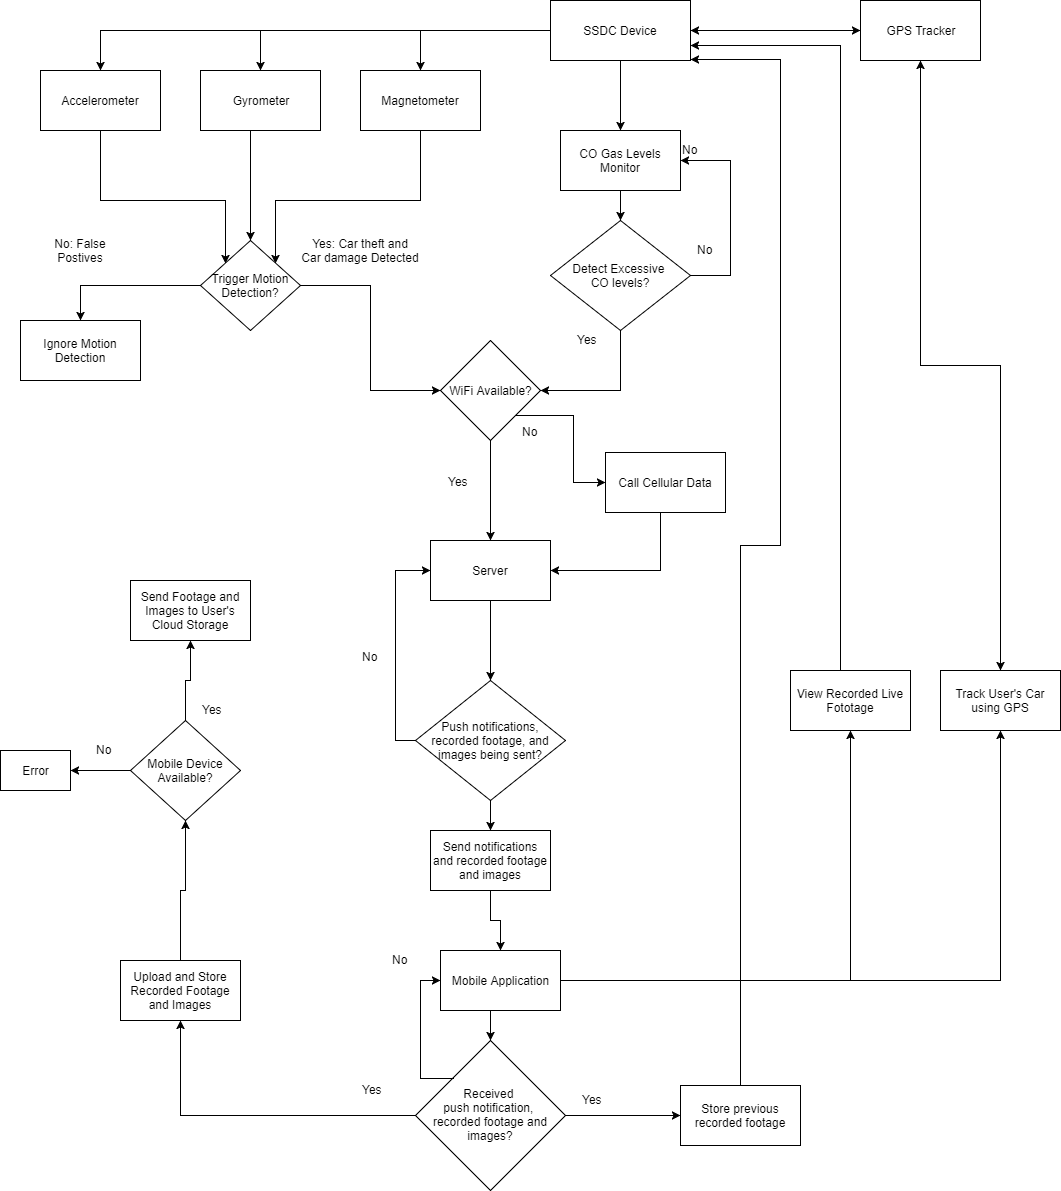 SSDC Device
GPS Tracker
Accelerometer
Gyrometer
Magnetometer
CO Gas Levels
Monitor
No
No: False
Postives
Yes: Car theft and
Car damage Detected
No
Trigger Motion
Detection?
Detect Excessive
CO levels?
Ignore Motion
Detection
Yes
WiFi Available?
No
Yes
Call Cellular Data
Server
Send Footage and
Images to User's
Cloud Storage
No
Yes
Push notifications,
recorded footage, and
images being sent?
View Recorded Live
Fototage
Track User's Car
using GPS
No
Error
Mobile Device
Available?
Send notifications
and recorded footage
and images
No
Mobile Application
Upload and Store
Recorded Footage
and Images
Yes
Received
push notification,
recorded footage and
images?
Yes
Store previous
recorded footage